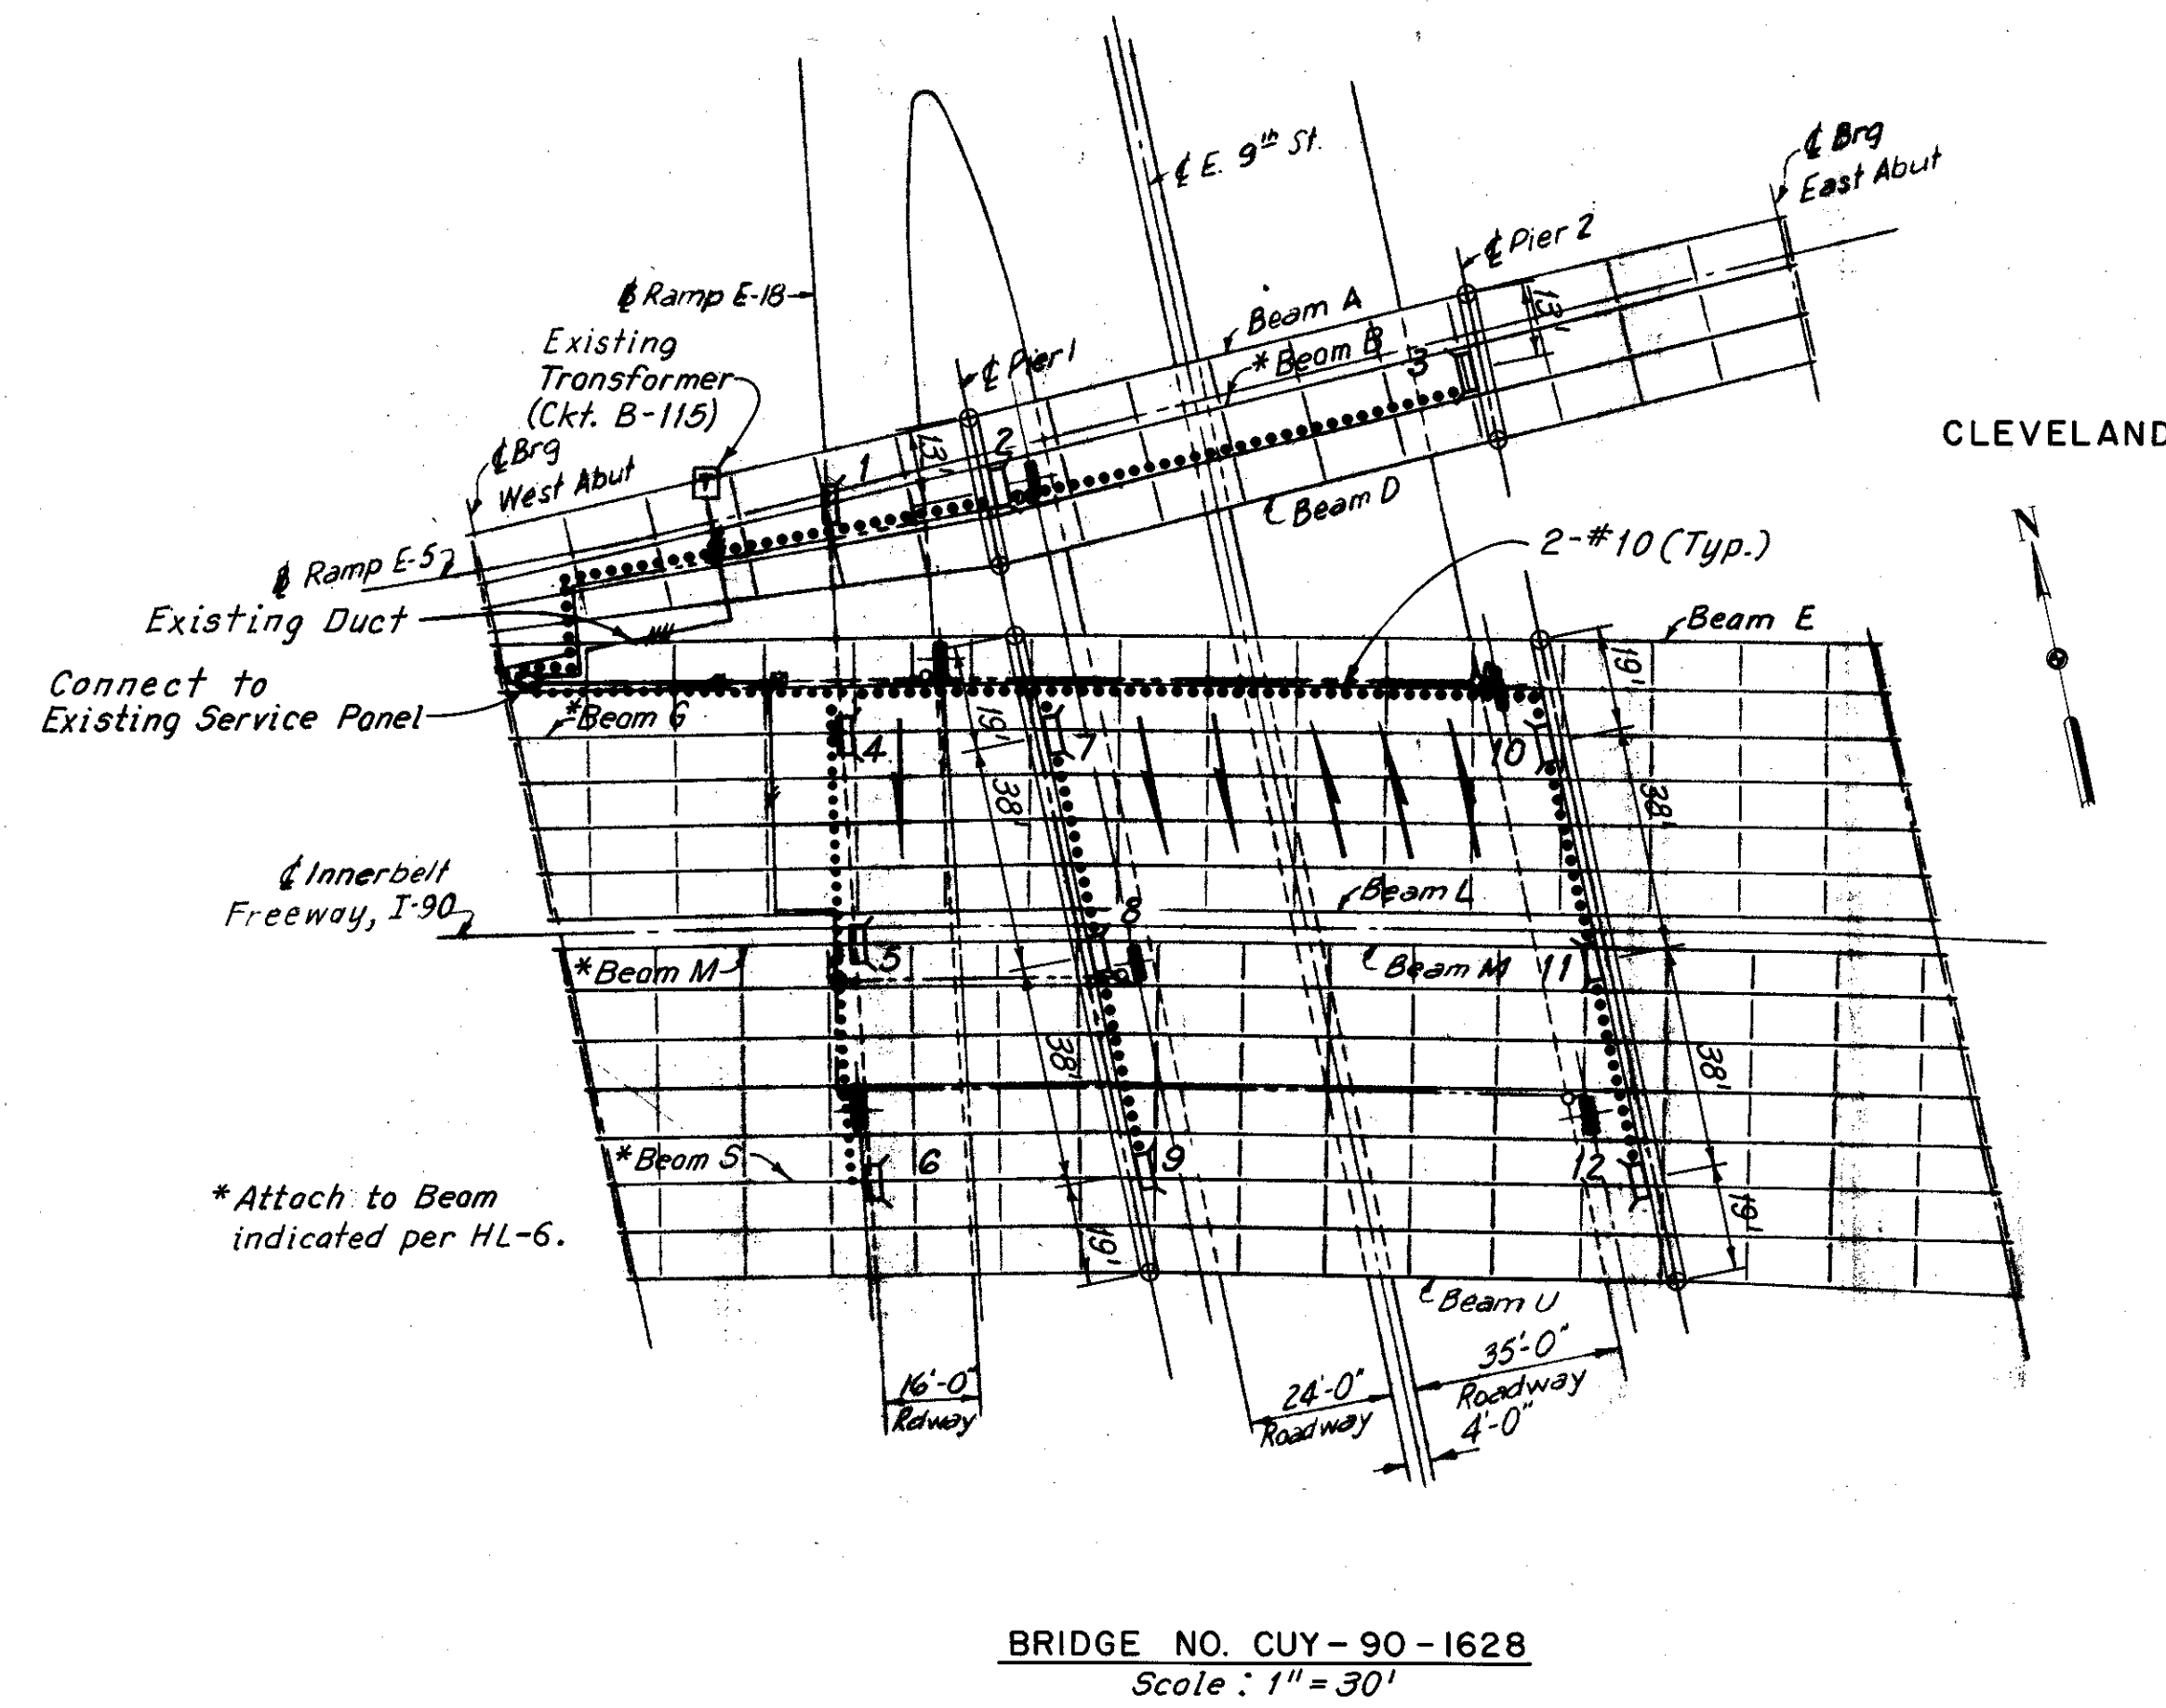 ℄ E. 9th St.
℄ Brg
East Abut
℄ Pier 2
℄ Ramp E-18
Existing
Transformer
(Ckt. B-115)
T
℄ Brg
West Abut
℄ Pier 1
Beam A
*Beam B
Beam D
13'
13'
1
2
3
CLEVELAND
N
℄ Ramp E-5
Existing Duct
Connect to
Existing Service Panel
2-#10 (Typ.)
Beam E
*Beam G
4
7
10
19'
38'
19'
38'
℄ Innerbelt
Freeway, I-90
Beam L
*Beam M
Beam M
5
8
11
38'
38'
*Beam S
6
9
12
19'
19'
*Attach to Beam
indicated per HL-6.
Beam U
16'-0"
Rdway
24'-0"
Roadway
35'-0"
Roadway
4'-0"
BRIDGE NO. CUY-90-1628
Scale: 1"=30'